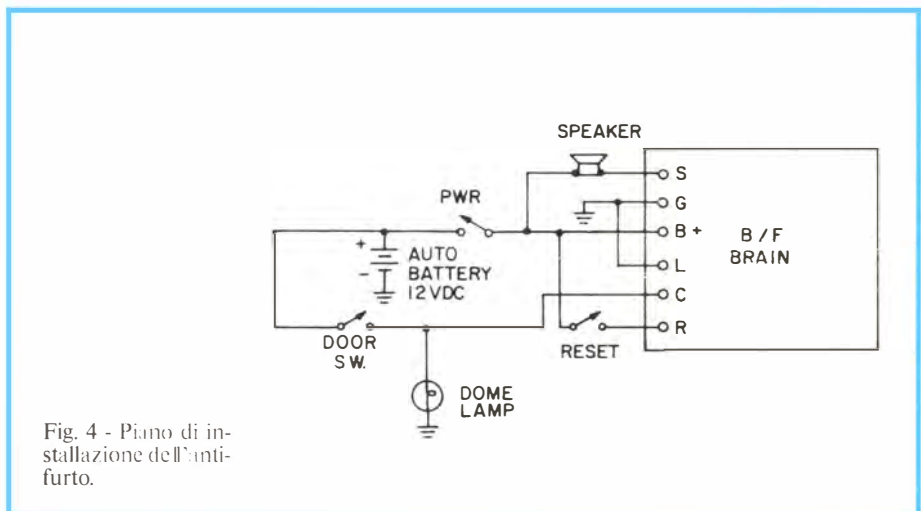 SPEAKER
S
PWR
G
B+
B/F
BRAIN
+
AUTO
BATTERY
12VDC
-
L
C
DOOR
SW.
RESET
R
DOME
LAMP
Fig. 4 - Piano di in-
stallazione dell'anti-
furto.